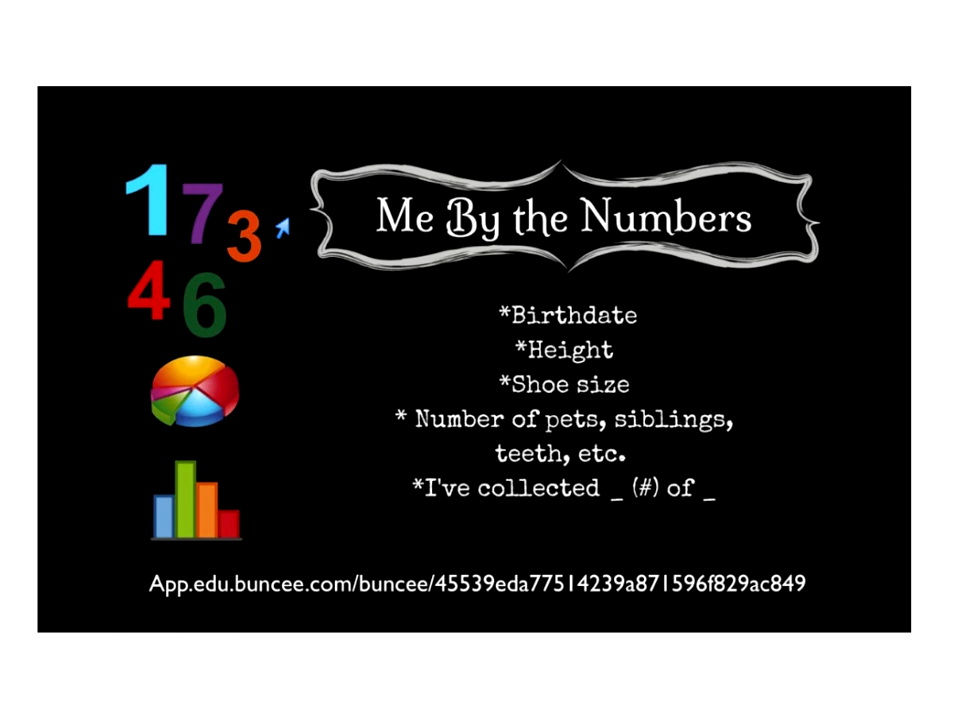 1
7
3
4
6
Me By the Numbers
*Birthdate
*Height
*Shoe size
* Number of pets, siblings,
teeth, etc.
*I've collected _ (#) of _
App.edu.buncee.com/buncee/45539eda77514239a871596f829ac849